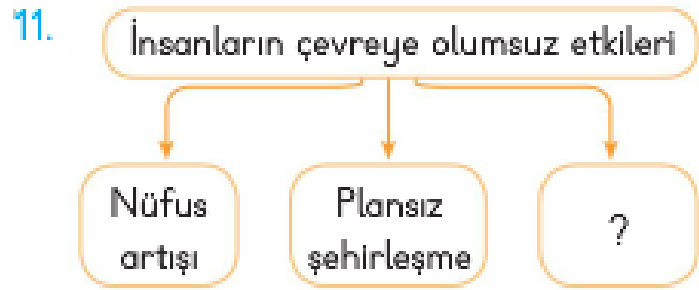 11.
İnsanların çevreye olumsuz etkileri
Nüfus
artışı
Plansız
şehirleşme
?